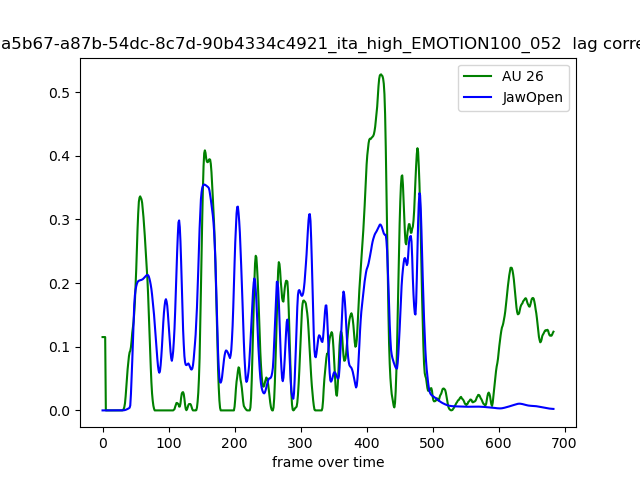 a5b67-a87b-54dc-8c7d-90b4334c4921_ita_high_EMOTION100_052 lag corre
AU 26
JawOpen
0.5
0.4
0.3
0.2
0.1
0.0
0 100 200 300 400 500 600 700
frame over time